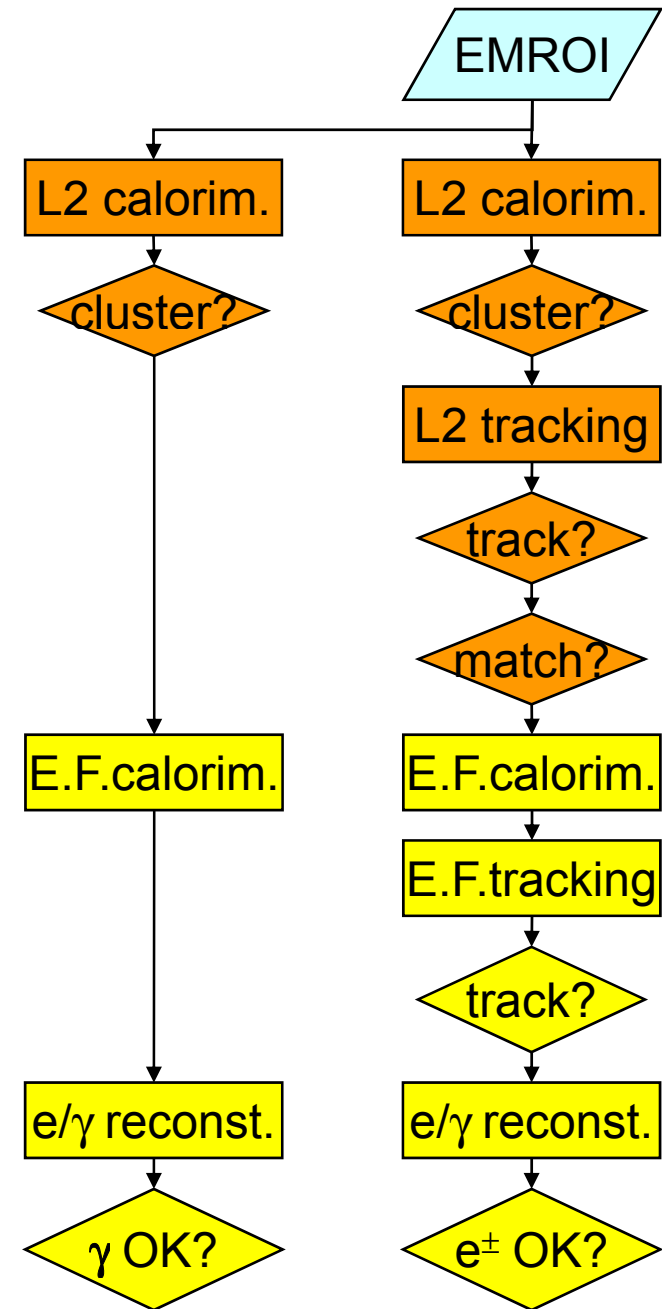 EMROI
L2 calorim.
L2 calorim.
cluster?
cluster?
L2 tracking
track?
match?
E.F.calorim.
E.F.calorim.
E.F.tracking
track?
e/γ reconst.
e/γ reconst.
γ OK?
e± OK?